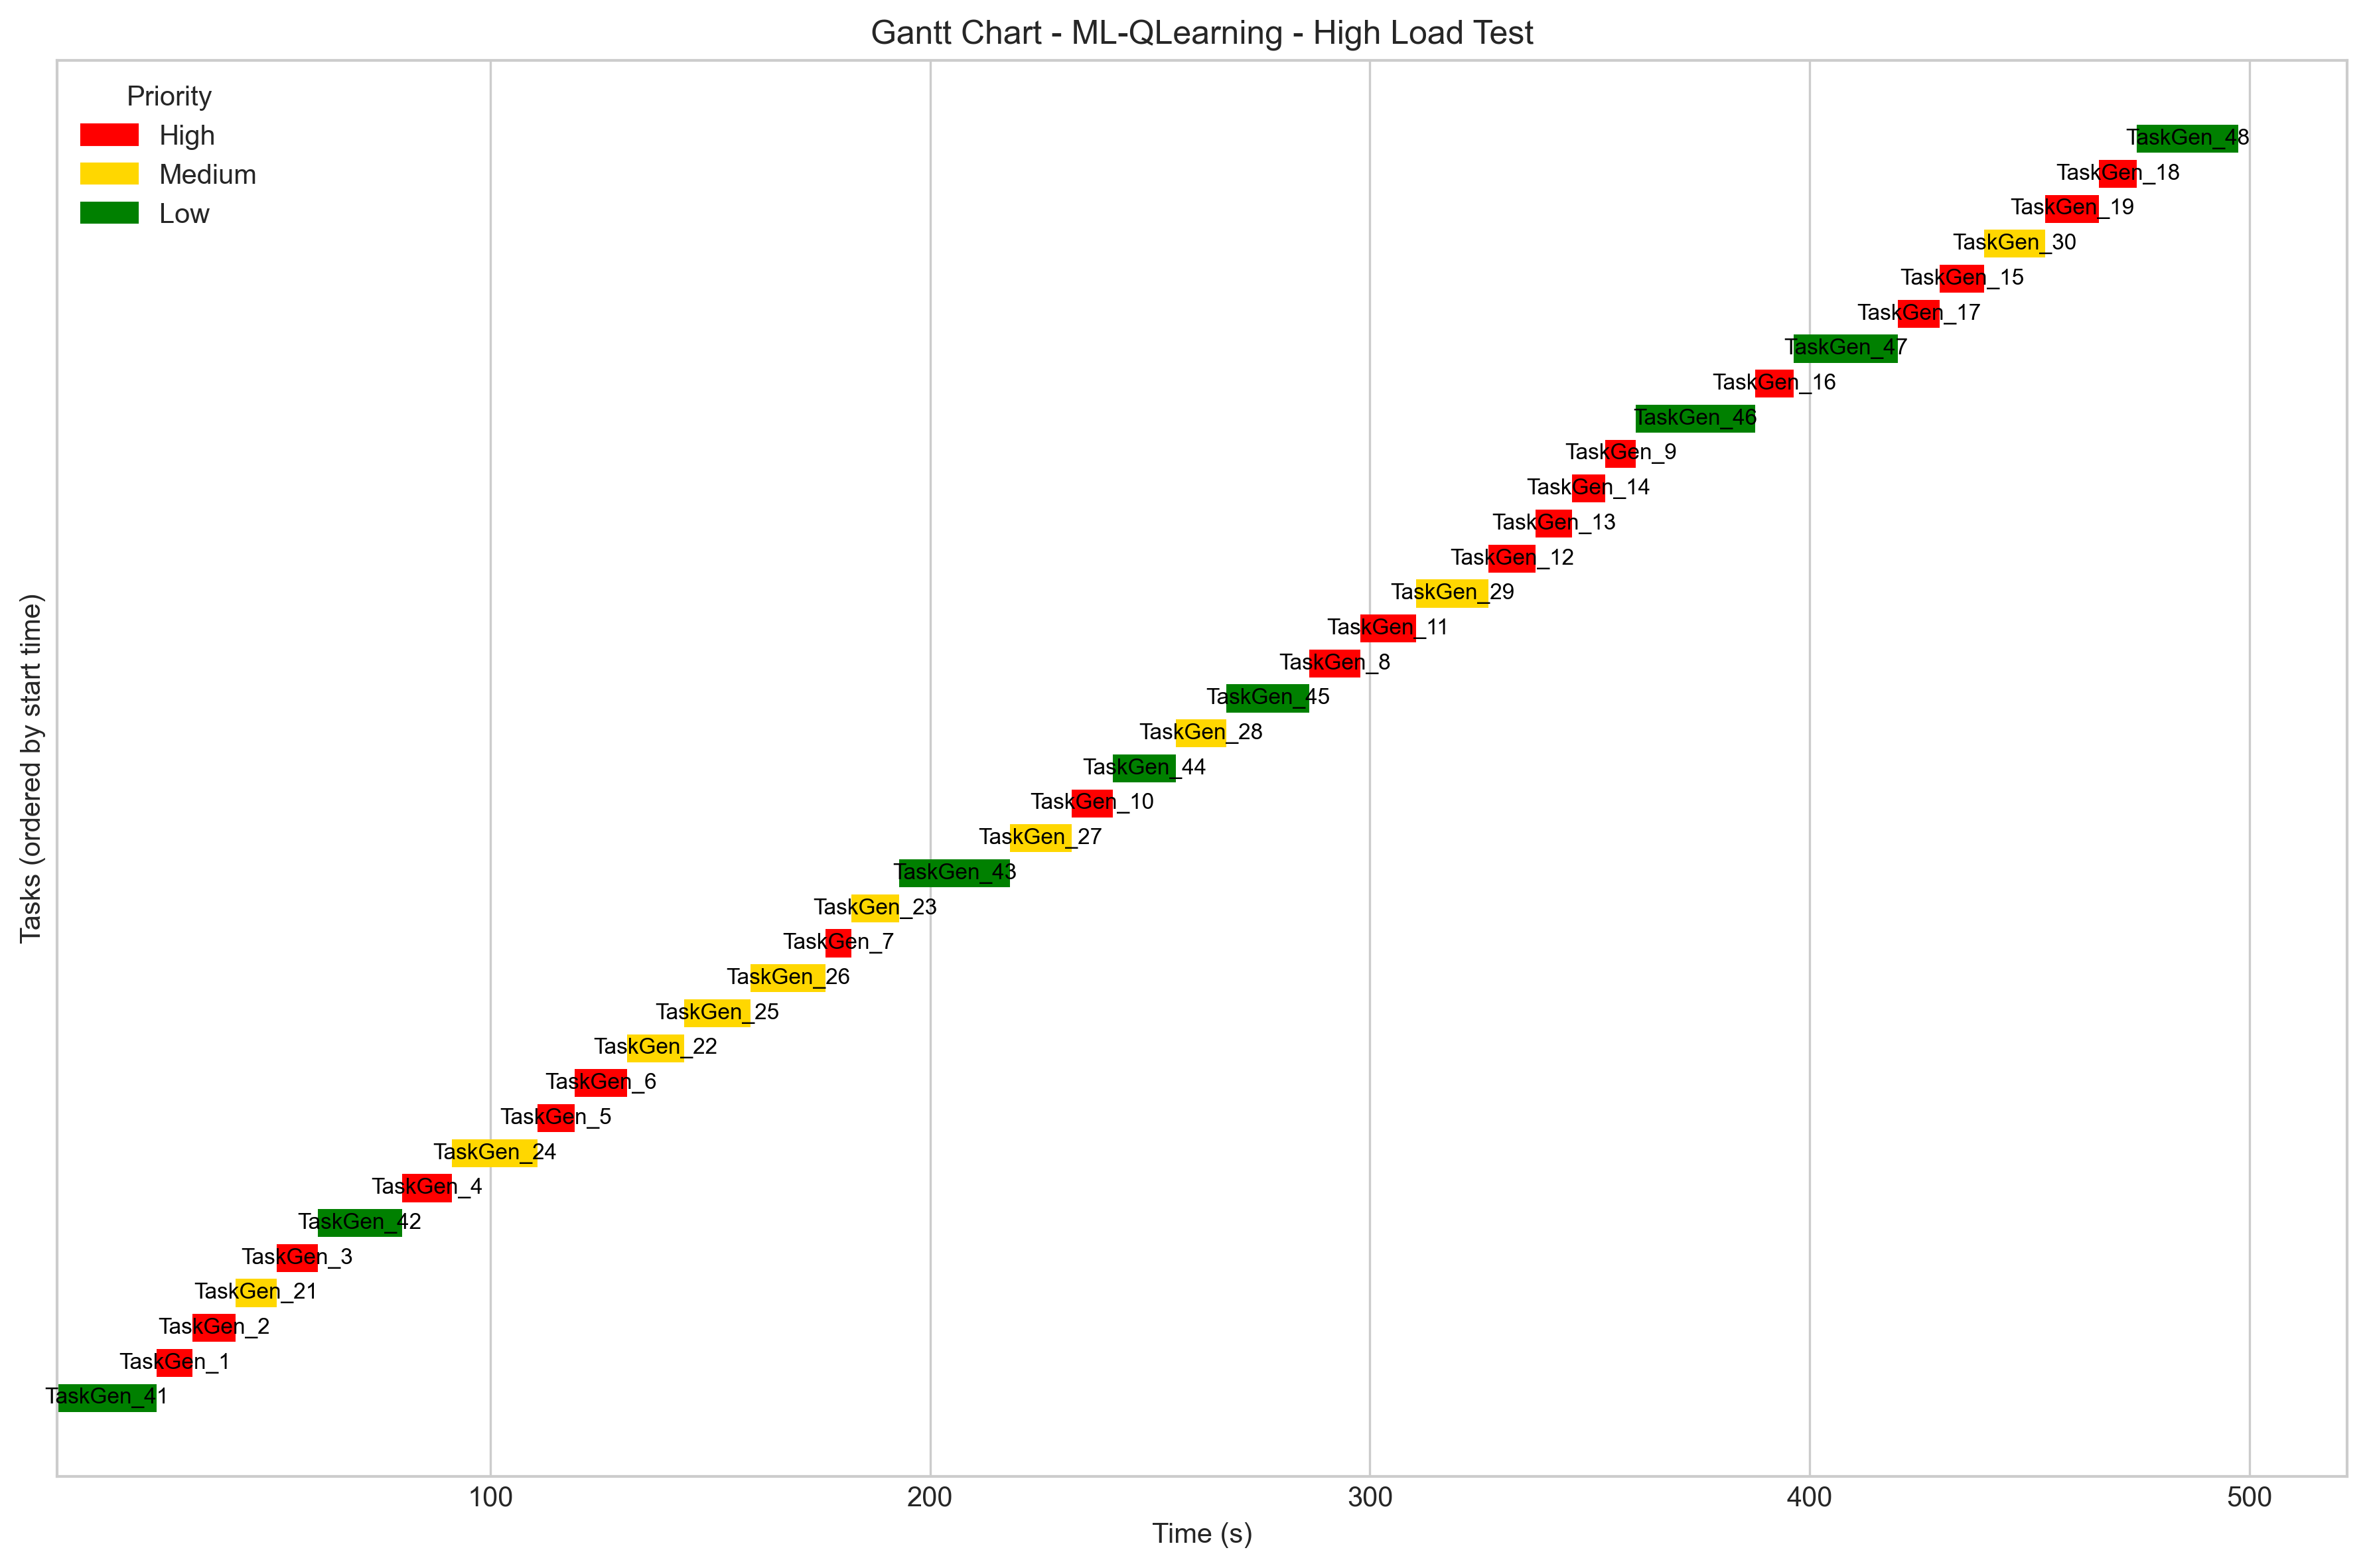 Gantt Chart - ML-QLearning - High Load Test
Priority
High
Medium
Low
TaskGen_48
TaskGen_18
TaskGen_19
TaskGen_30
TaskGen_15
TaskGen_17
TaskGen_47
TaskGen_16
TaskGen_46
TaskGen_9
TaskGen_14
TaskGen_13
TaskGen_12
TaskGen_29
TaskGen_11
TaskGen_8
TaskGen_45
TaskGen_28
TaskGen_44
TaskGen_10
TaskGen_27
TaskGen_43
TaskGen_23
TaskGen_7
TaskGen_26
TaskGen_25
TaskGen_22
TaskGen_6
TaskGen_5
TaskGen_24
TaskGen_4
TaskGen_42
TaskGen_3
TaskGen_21
TaskGen_2
TaskGen_1
TaskGen_41
Tasks (ordered by start time)
100 200 300 400 500
Time (s)